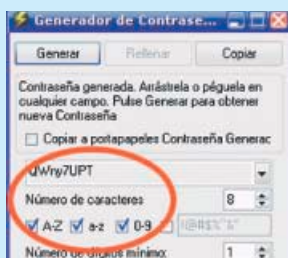 Generador de Contrase...
Generar Rellenar Copiar
Contraseña generada. Arrástrela o péguela en
cualquier campo. Pulse Generar para obtener
nueva Contraseña
Copiar a portapapeles Contraseña Generac
Número de caracteres 8
A-Z a-z 0-9
Número de dígitos mínimo: 1